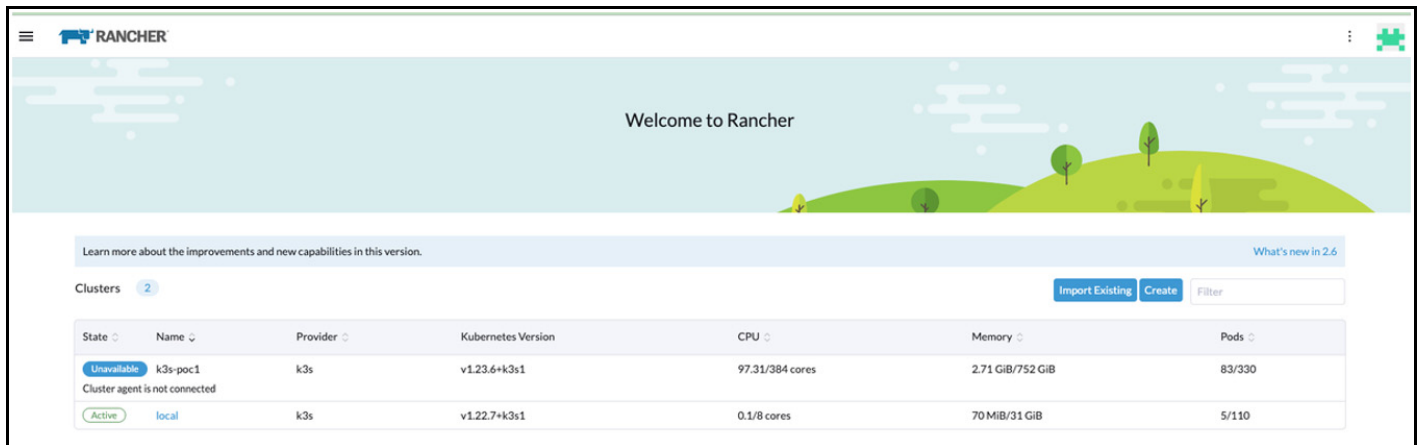 RANCHER
Welcome to Rancher
Learn more about the improvements and new capabilities in this version. What's new in 2.6
Clusters 2 Import Existing Create Filter
State Name Provider Kubernetes Version CPU Memory Pods
Unavailable k3s-poc1 k3s v1.23.6+k3s1 97.31/384 cores 2.71 GiB/752 GiB 83/330
Cluster agent is not connected
Active local k3s v1.22.7+k3s1 0.1/8 cores 70 MiB/31 GiB 5/110